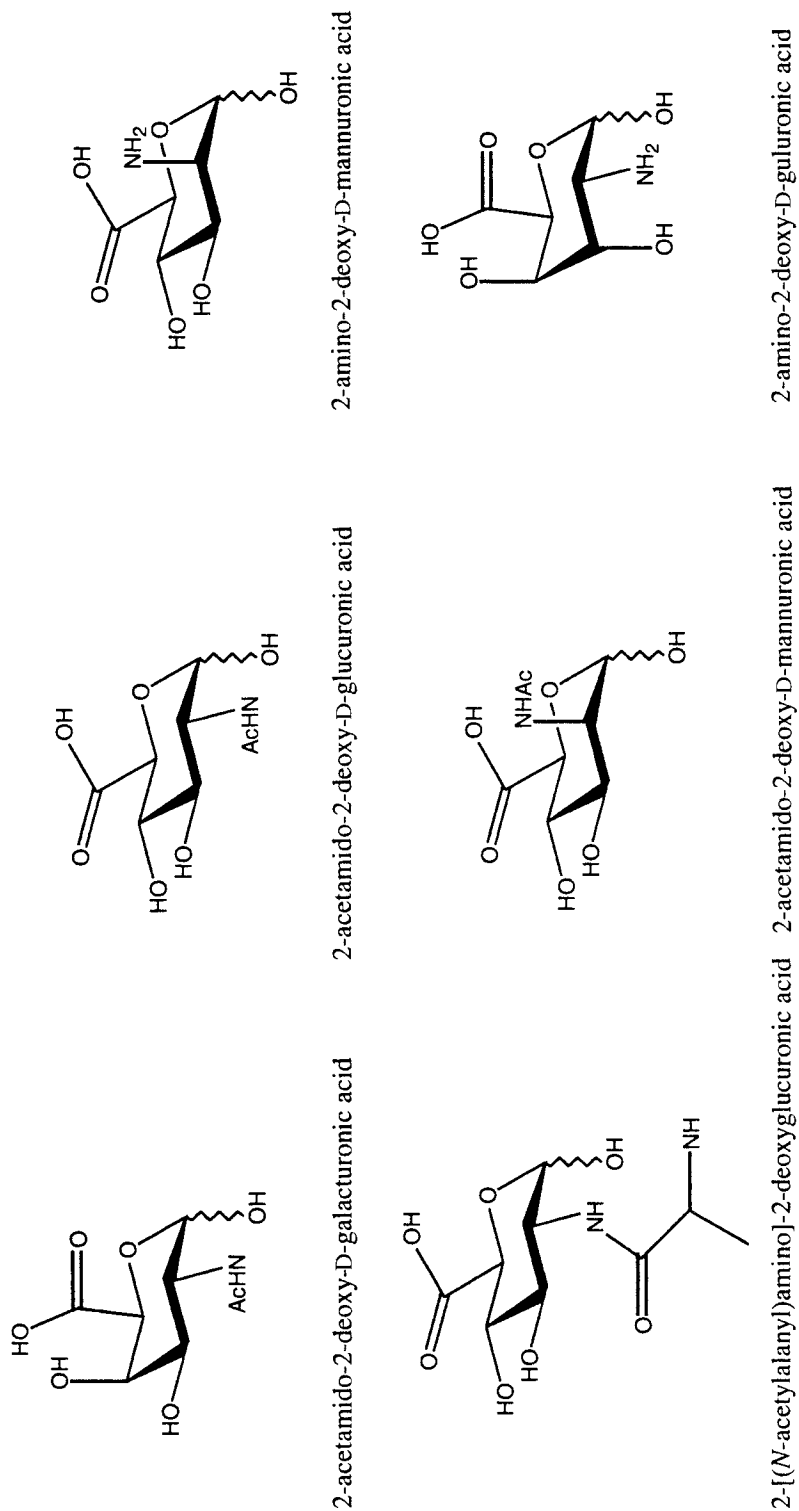 HO
O
OH
O
HO
AcHN
OH
2-acetamido-2-deoxy-D-galacturonic acid
OH
O
O
HO
HO
AcHN
OH
2-acetamido-2-deoxy-D-glucuronic acid
OH
O
NH₂
O
HO
HO
OH
2-amino-2-deoxy-D-mannuronic acid
OH
O
O
HO
HO
OH
NH
O
NH
2-[(N-acetylalanyl)amino]-2-deoxyglucuronic acid
OH
O
NHAc
O
HO
HO
OH
2-acetamido-2-deoxy-D-mannuronic acid
HO
O
OH
O
NH₂
OH
OH
2-amino-2-deoxy-D-guluronic acid